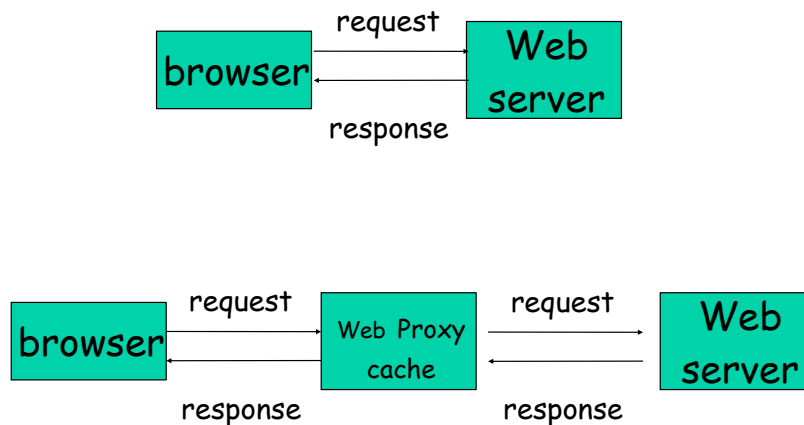 request
browser
Web
server
response
request
request
browser
Web Proxy
cache
Web
server
response
response